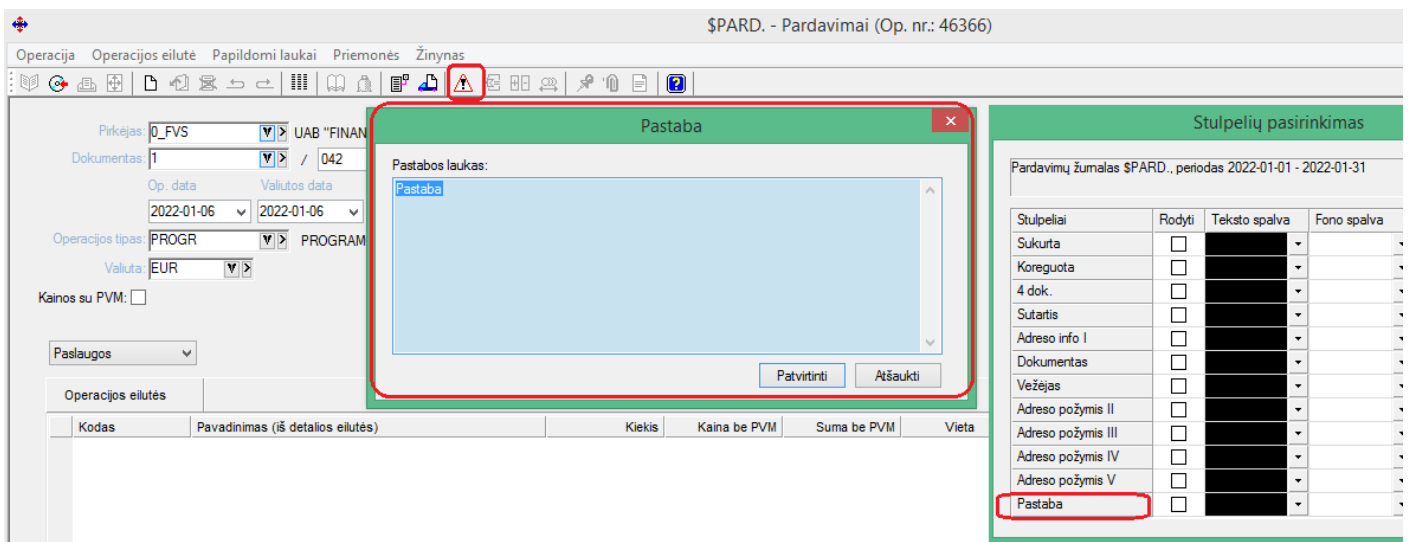 $PARD. - Pardavimai (Op. nr.: 46366)
Operacija Operacijos eilutė Papildomi laukai Priemonės Žinynas
Pirkėjas: 0_FVS UAB "FINAN
Dokumentas: 1 / 042
Op. data Valiutos data
2022-01-06 2022-01-06
Operacijos tipas: PROGR PROGRAM
Valiuta: EUR
Kainos su PVM:
Paslaugos
Operacijos eilutės
Kodas Pavadinimas (iš detalios eilutės) Kiekis Kaina be PVM Suma be PVM Vieta
Pastaba
Pastabos laukas:
Pastaba
Patvirtinti Atšaukti
Stulpelių pasirinkimas
Pardavimų žurnalas $PARD., periodas 2022-01-01 - 2022-01-31
Stulpeliai Rodyti Teksto spalva Fono spalva
Sukurta
Koreguota
4 dok.
Sutartis
Adreso info I
Dokumentas
Vežėjas
Adreso požymis II
Adreso požymis III
Adreso požymis IV
Adreso požymis V
Pastaba